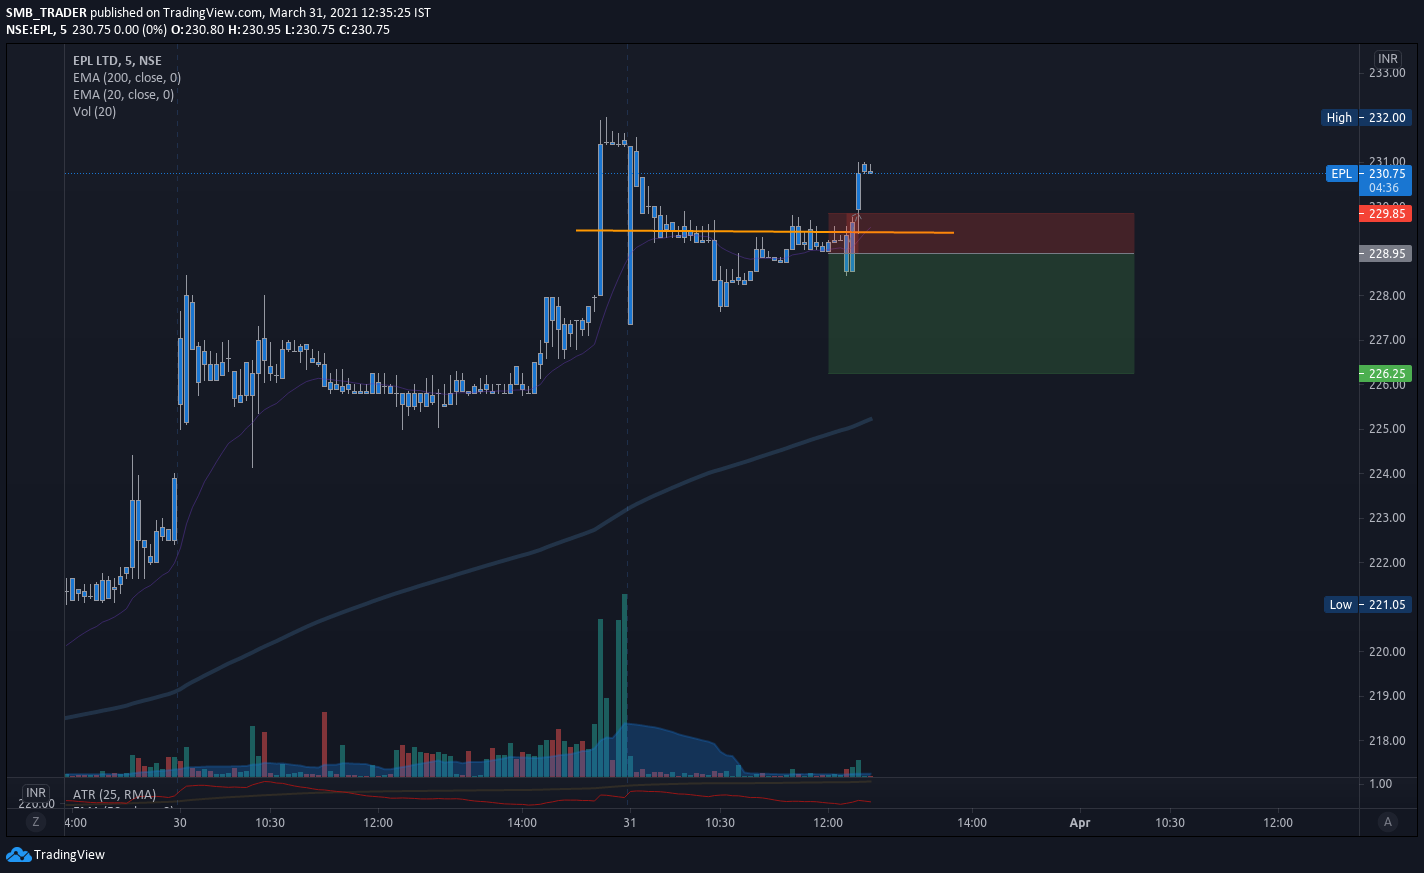 SMB_TRADER published on TradingView.com, March 31, 2021 12:35:25 IST
NSE:EPL, 5 230.75 0.00 (0%) O:230.80 H:230.95 L:230.75 C:230.75
EPL LTD, 5, NSE
EMA (200, close, 0)
EMA (20, close, 0)
Vol (20)
INR
233.00
High 232.00
231.00
EPL 230.75
04:36
230.00
229.85
228.95
228.00
227.00
226.25
226.00
225.00
224.00
223.00
222.00
Low 221.05
220.00
219.00
218.00
INR
ATR (25, RMA)
1.00
220.00
Z
4:00 30 10:30 12:00 14:00 31 10:30 12:00 14:00 Apr 10:30 12:00
A
TradingView